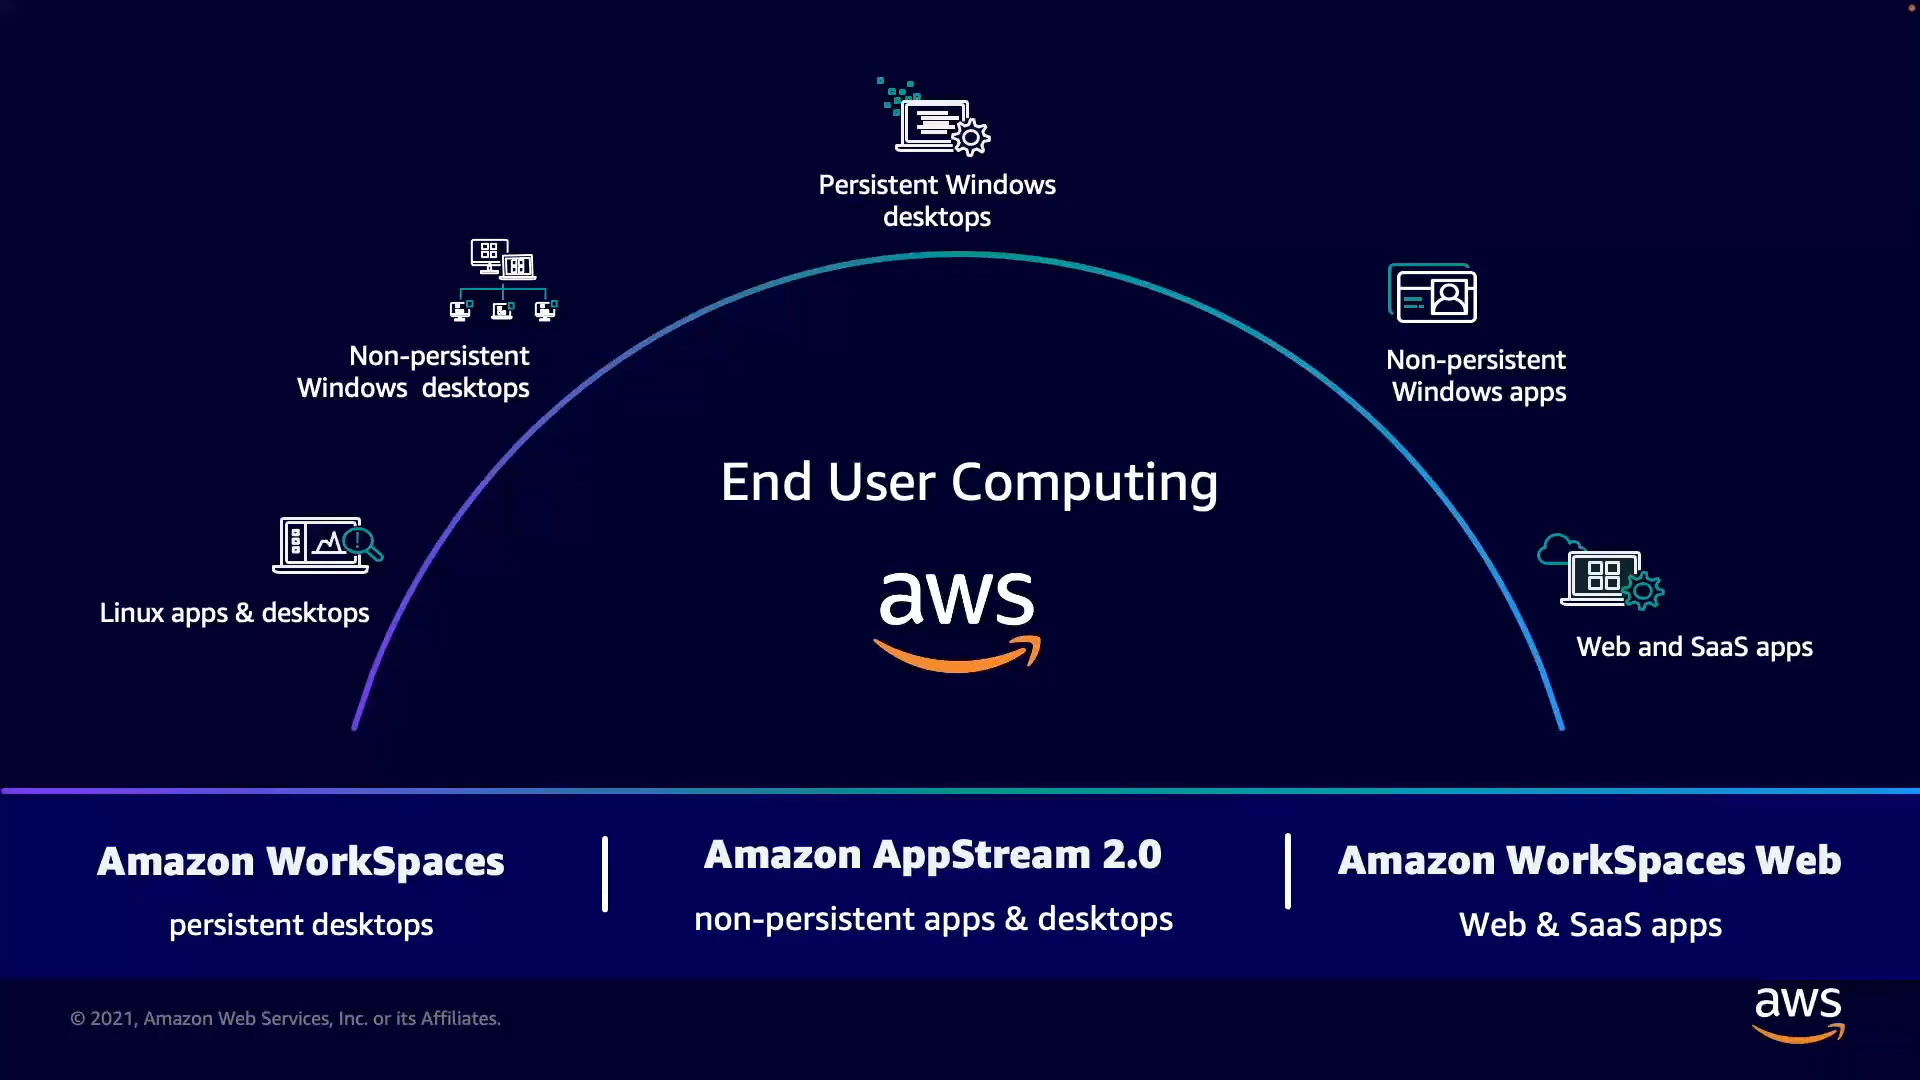 Persistent Windows
desktops
Non-persistent
Windows desktops
Non-persistent
Windows apps
End User Computing
aws
Linux apps & desktops
Web and SaaS apps
Amazon WorkSpaces
persistent desktops
Amazon AppStream 2.0
non-persistent apps & desktops
Amazon WorkSpaces Web
Web & SaaS apps
© 2021, Amazon Web Services, Inc. or its Affiliates.
aws